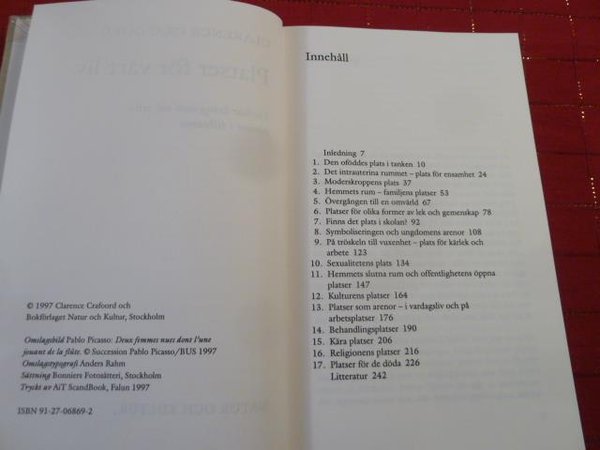 © 1997 Clarence Crafoord och
Bokförlaget Natur och Kultur, Stockholm
Omslagsbild Pablo Picasso: Deux femmes nues dont l'une
jouant de la flûte. © Succession Pablo Picasso/BUS 1997
Omslagstypografi Anders Rahm
Sättning Bonniers Fotosätteri, Stockholm
Tryckt av AiT ScandBook, Falun 1997
ISBN 91-27-06869-2
Innehåll
Inledning 7
1. Den oföddes plats i tanken 10
2. Det intrauterina rummet – plats för ensamhet 24
3. Moderskroppens plats 37
4. Hemmets rum – familjens platser 53
5. Övergången till en omvärld 67
6. Platser för olika former av lek och gemenskap 78
7. Finns det plats i skolan? 92
8. Symboliseringen och ungdomens arenor 108
9. På tröskeln till vuxenhet – plats för kärlek och
arbete 123
10. Sexualitetens plats 134
11. Hemmets slutna rum och offentlighetens öppna
platser 147
12. Kulturens platser 164
13. Platser som arenor – i vardagsliv och på
arbetsplatser 176
14. Behandlingsplatser 190
15. Kära platser 206
16. Religionens platser 216
17. Platser för de döda 226
Litteratur 242